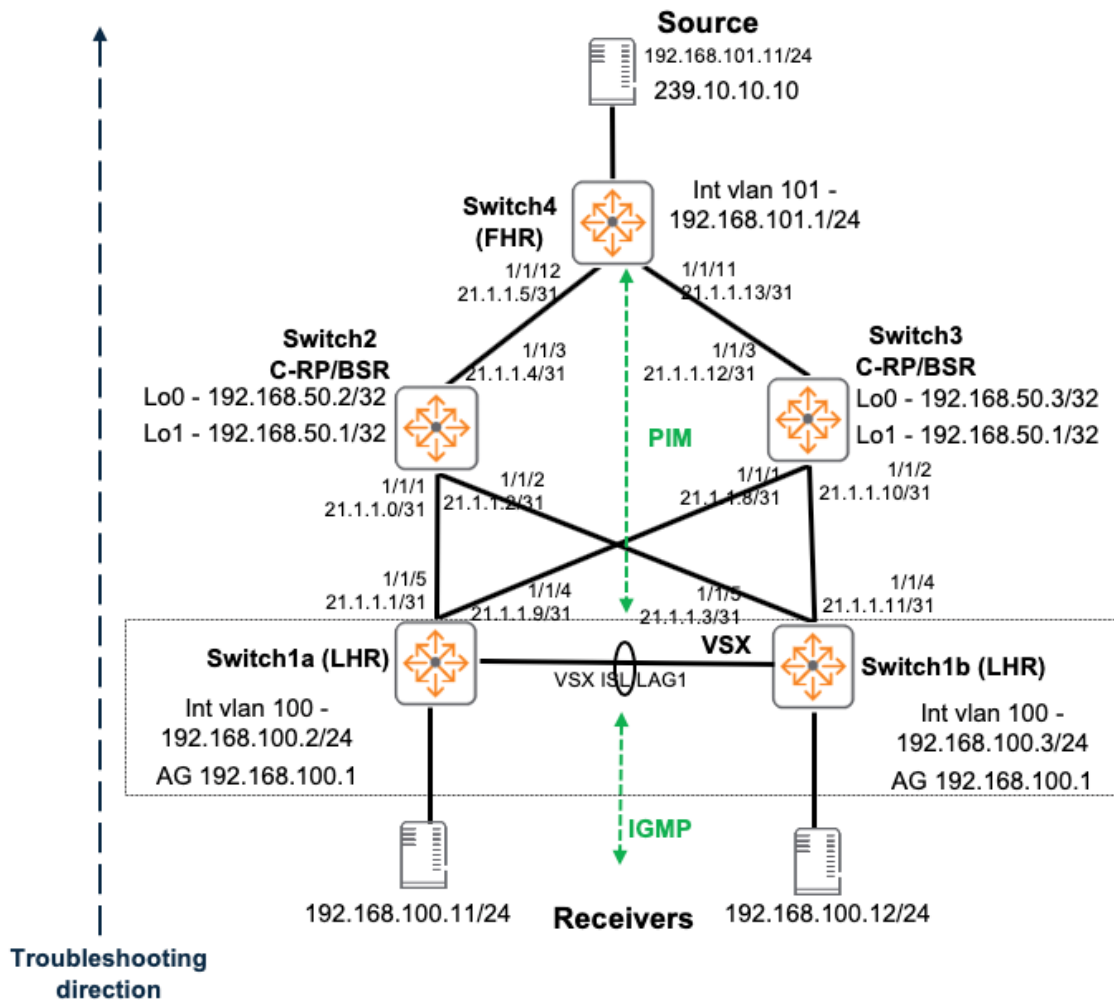 Source
192.168.101.11/24
239.10.10.10
Switch4
(FHR)
Int vlan 101 -
192.168.101.1/24
1/1/12
21.1.1.5/31
1/1/11
21.1.1.13/31
Switch2
C-RP/BSR
Lo0 - 192.168.50.2/32
Lo1 - 192.168.50.1/32
1/1/3
21.1.1.4/31
1/1/3
21.1.1.12/31
Switch3
C-RP/BSR
Lo0 - 192.168.50.3/32
Lo1 - 192.168.50.1/32
PIM
1/1/1
21.1.1.0/31
1/1/2
21.1.1.2/31
1/1/1
21.1.1.8/31
1/1/2
21.1.1.10/31
1/1/5
21.1.1.1/31
1/1/4
21.1.1.9/31
1/1/5
21.1.1.3/31
1/1/4
21.1.1.11/31
Switch1a (LHR)
VSX
VSX ISL/LAG1
Switch1b (LHR)
Int vlan 100 -
192.168.100.2/24
AG 192.168.100.1
Int vlan 100 -
192.168.100.3/24
AG 192.168.100.1
IGMP
192.168.100.11/24
Receivers
192.168.100.12/24
Troubleshooting
direction